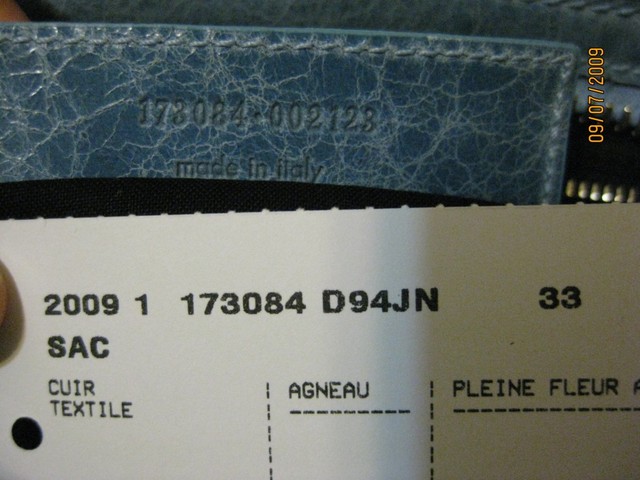 09/07/2009
173084·002123
made in italy
2009 1 173084 D94JN 33
SAC
CUIR AGNEAU PLEINE FLEUR A
TEXTILE